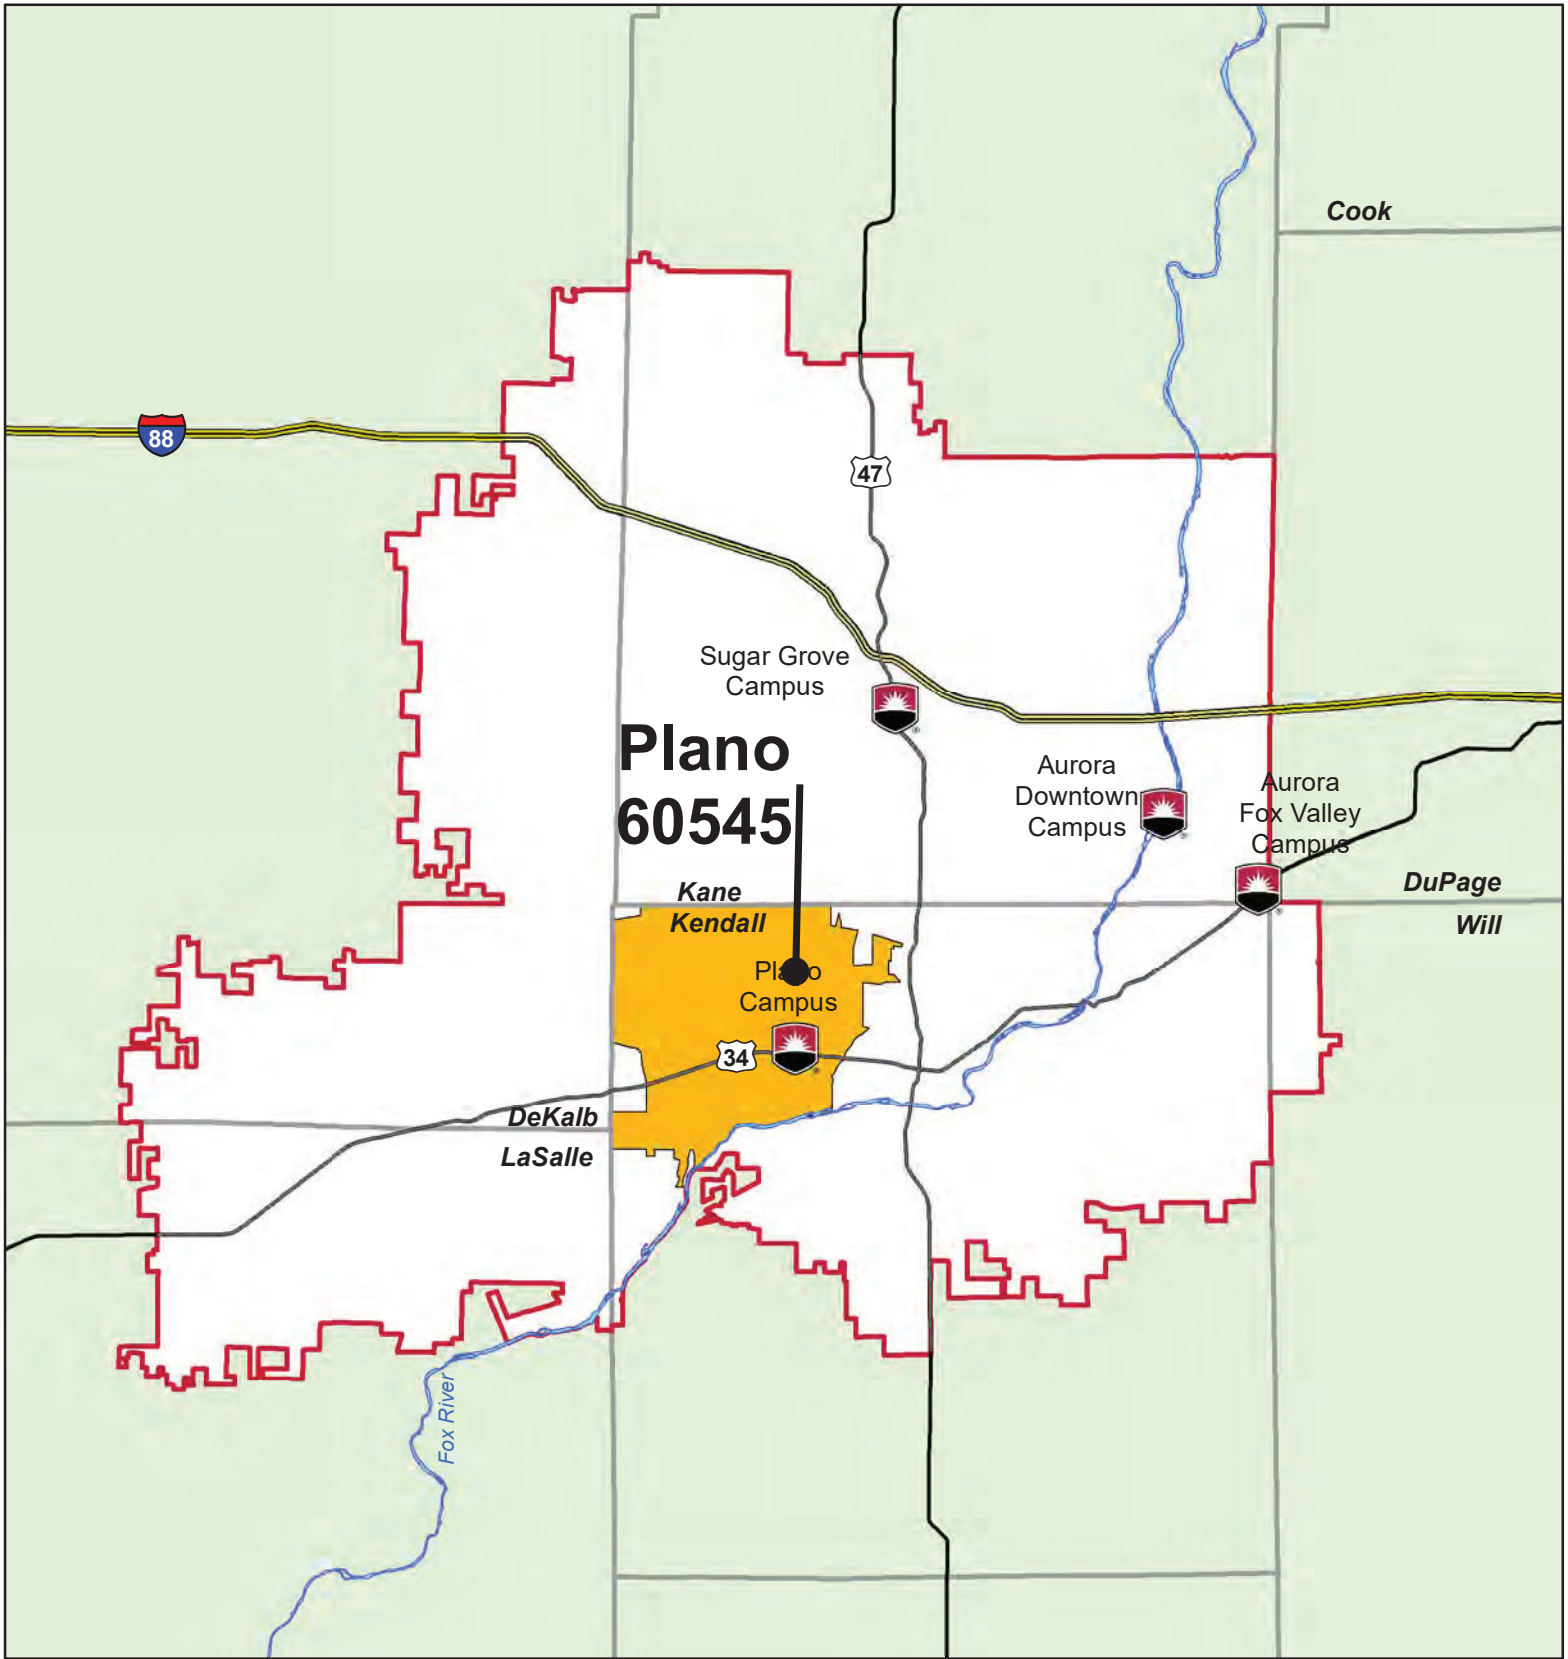 Cook
88
47
Sugar Grove
Campus
Plano
60545
Aurora
Downtown
Campus
Aurora
Fox Valley
Campus
Kane
Kendall
DuPage
Will
Plano
Campus
34
DeKalb
LaSalle
Fox River